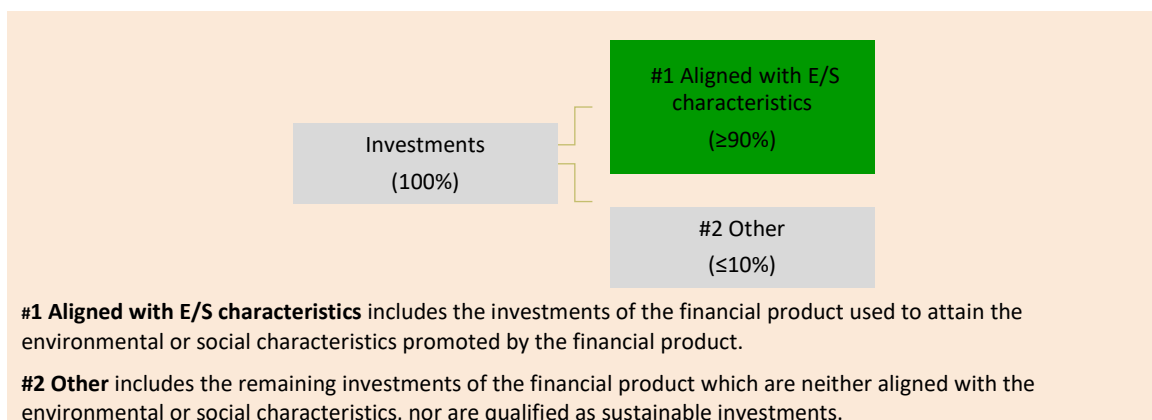 #1 Aligned with E/S
characteristics
(≥90%)
Investments
(100%)
#2 Other
(≤10%)
#1 Aligned with E/S characteristics includes the investments of the financial product used to attain the
environmental or social characteristics promoted by the financial product.
#2 Other includes the remaining investments of the financial product which are neither aligned with the
environmental or social characteristics, nor are qualified as sustainable investments.